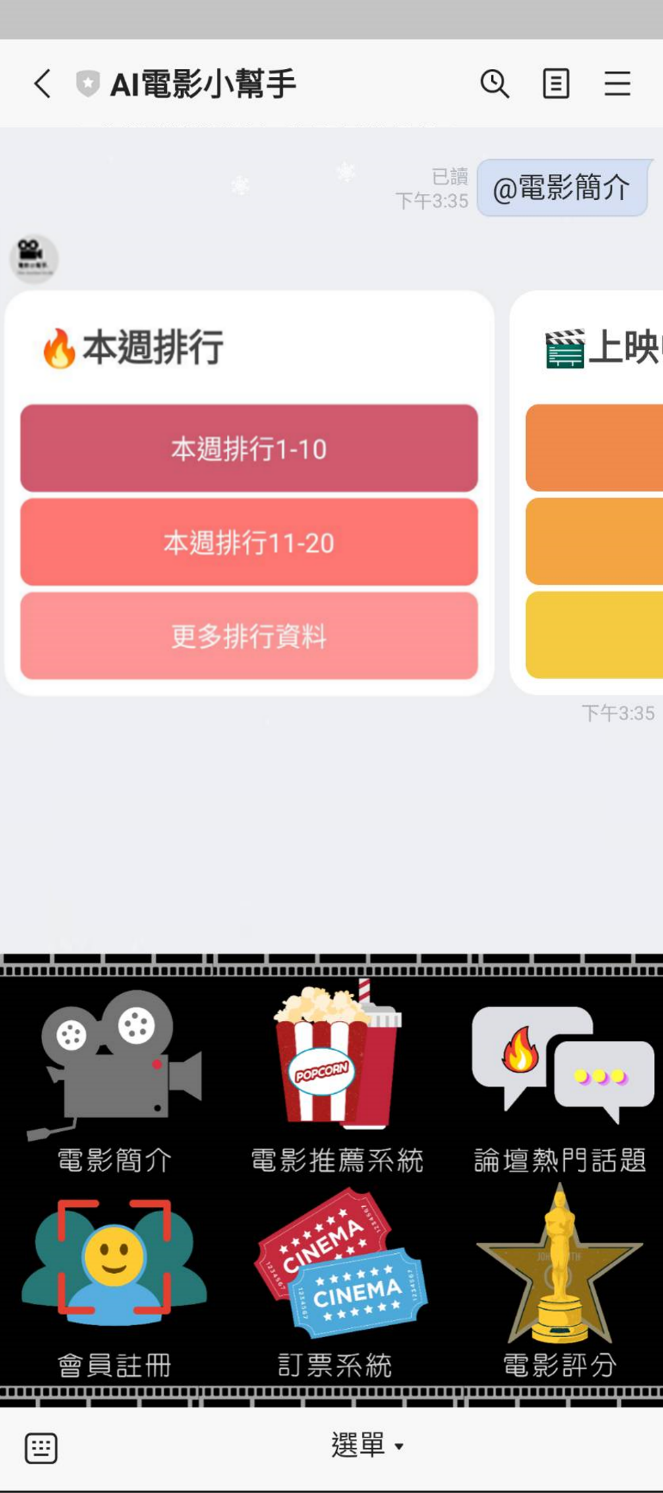 AI電影小幫手
已讀
下午3:35
@電影簡介
🔥本週排行
本週排行1-10
本週排行11-20
更多排行資料
🎬上映
下午3:35
POPCORN
電影簡介
電影推薦系統
論壇熱門話題
CINEMA
1234567
CINEMA
1234567
會員註冊
訂票系統
電影評分
選單